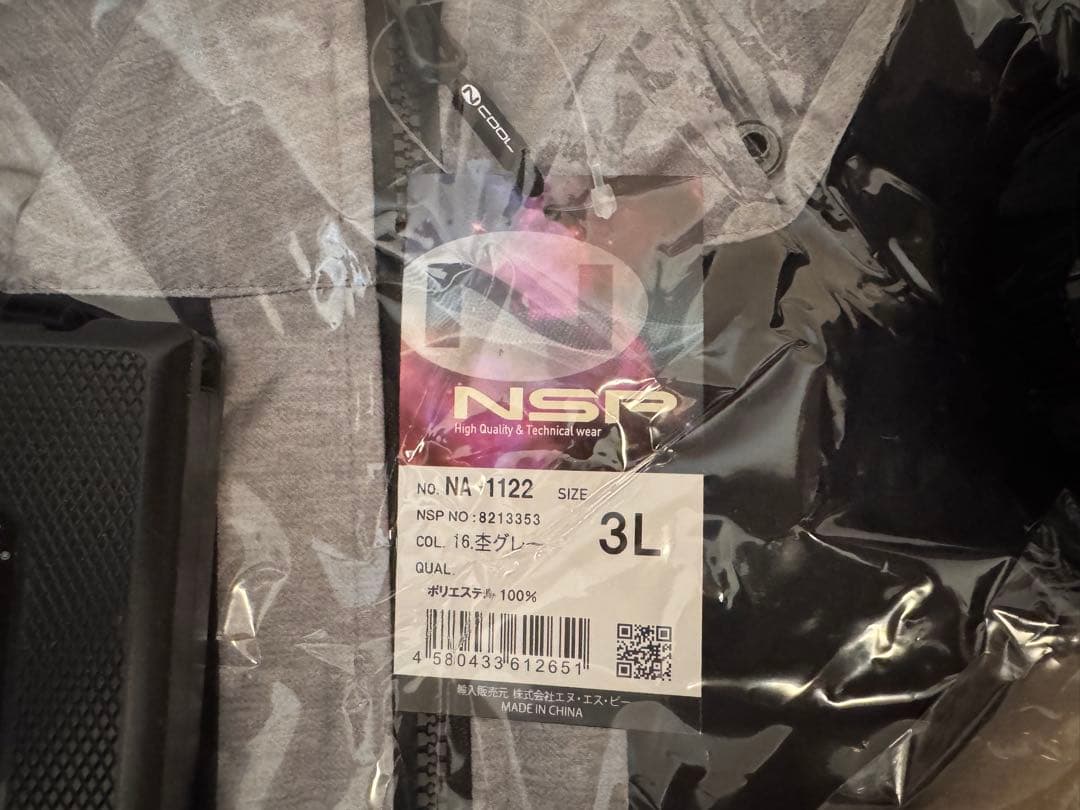 N COOL
NSP
High Quality & Technical wear
NO. NA-1122 SIZE
NSP NO : 8213353
3L
COL. 16.杢グレー
QUAL.
ポリエステル 100%
4 580433 612651
輸入販売元 株式会社エヌ・エス・ピー
MADE IN CHINA
®